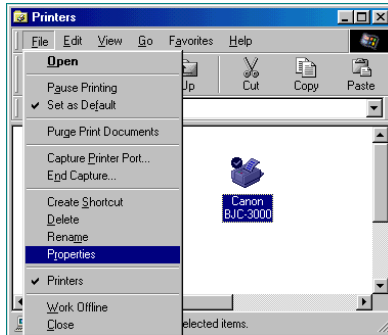 Printers
File Edit View Go Favorites Help
Open
Pause Printing
Set as Default
Purge Print Documents
Capture Printer Port...
End Capture...
Create Shortcut
Delete
Rename
Properties
Printers
Work Offline
Close
Up Cut Copy Paste
Canon
BJC-3000
elected items.